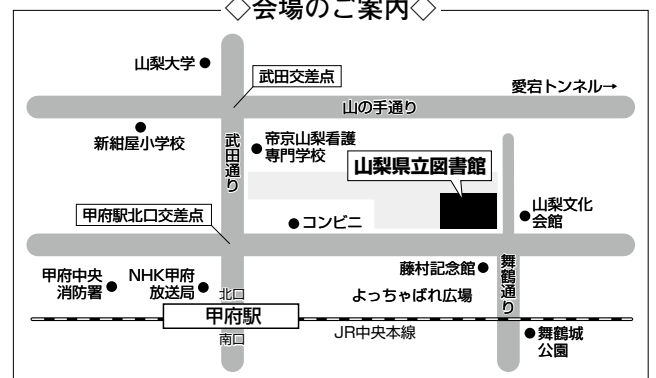 ◇会場のご案内◇
山梨大学
武田交差点
愛宕トンネル→
山の手通り
新紺屋小学校
武田通り
帝京山梨看護
専門学校
山梨県立図書館
甲府駅北口交差点
コンビニ
山梨文化
会館
甲府中央
消防署
NHK甲府
放送局
北口
藤村記念館
よっちゃばれ広場
舞鶴通り
甲府駅
南口
JR中央本線
舞鶴城
公園